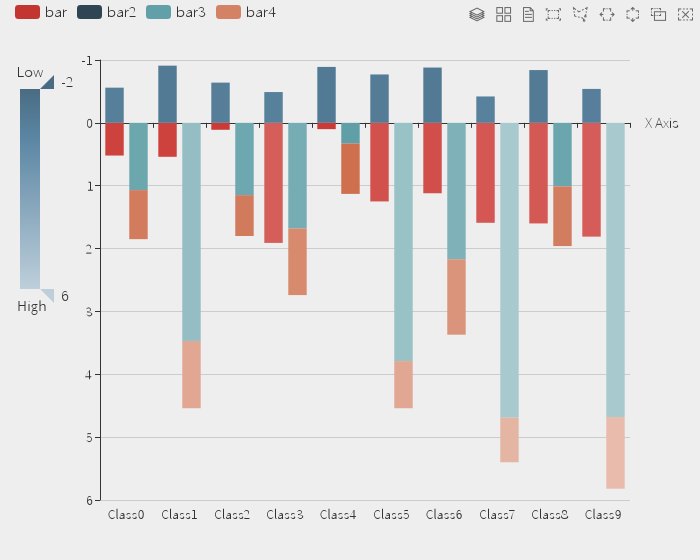 bar bar2 bar3 bar4
Low
-2
6
High
-1
0
1
2
3
4
5
6
X Axis
Class0 Class1 Class2 Class3 Class4 Class5 Class6 Class7 Class8 Class9